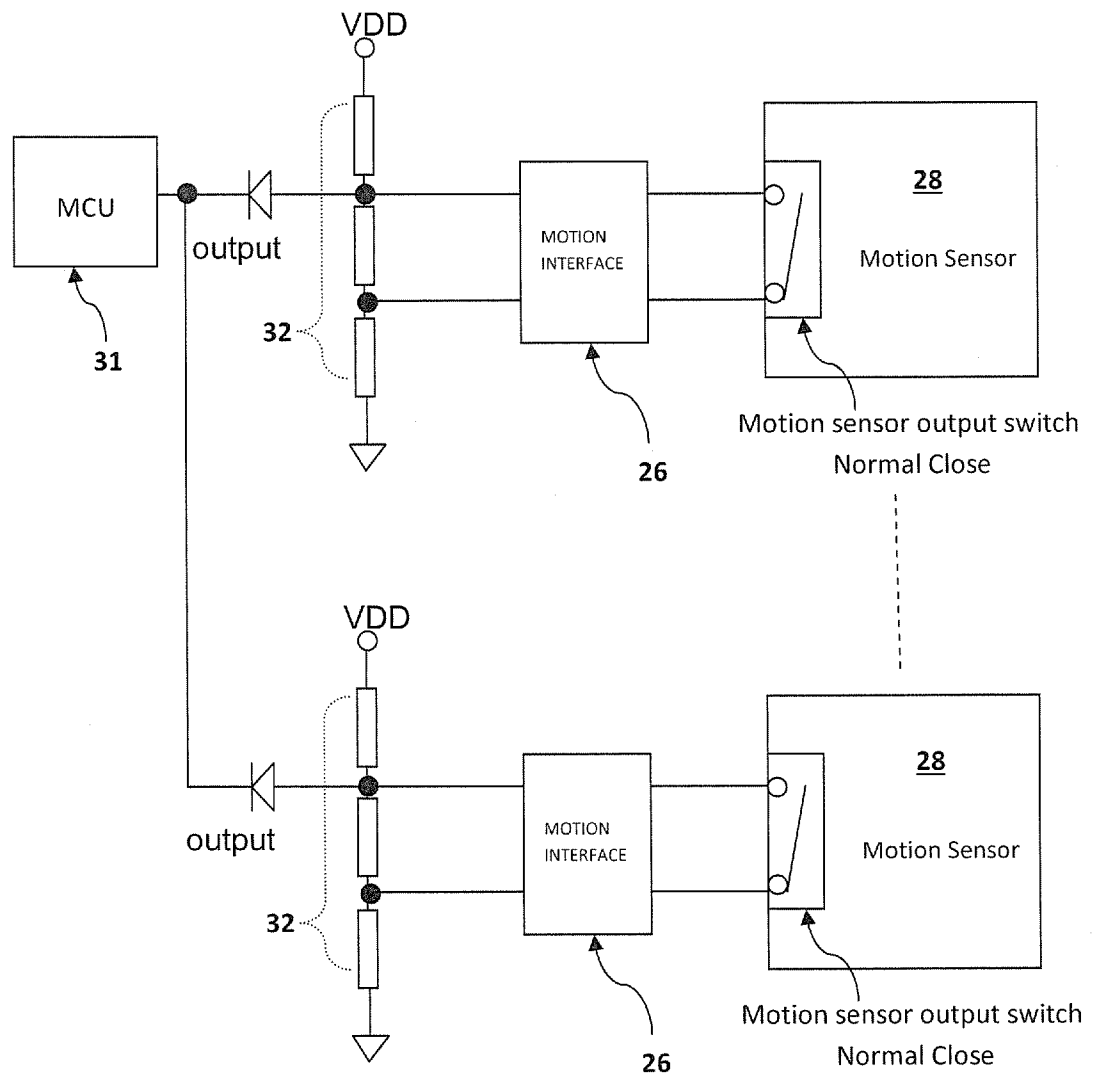 VDD
MCU
output
32
31
MOTION
INTERFACE
26
28
Motion Sensor
Motion sensor output switch
Normal Close
VDD
output
32
MOTION
INTERFACE
26
28
Motion Sensor
Motion sensor output switch
Normal Close